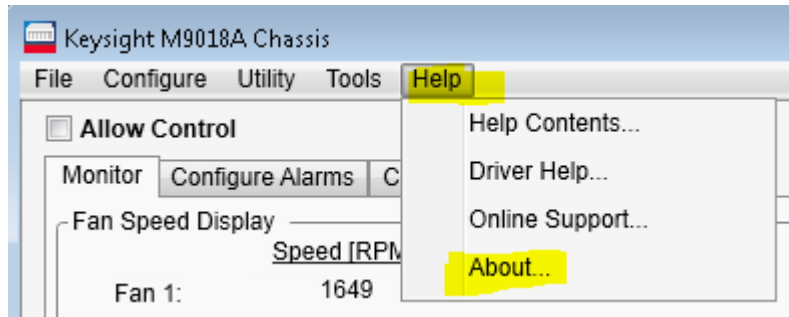 Keysight M9018A Chassis
File Configure Utility Tools Help
Allow Control
Help Contents...
Monitor Configure Alarms C
Driver Help...
Fan Speed Display
Online Support...
Speed [RPM
About...
Fan 1: 1649